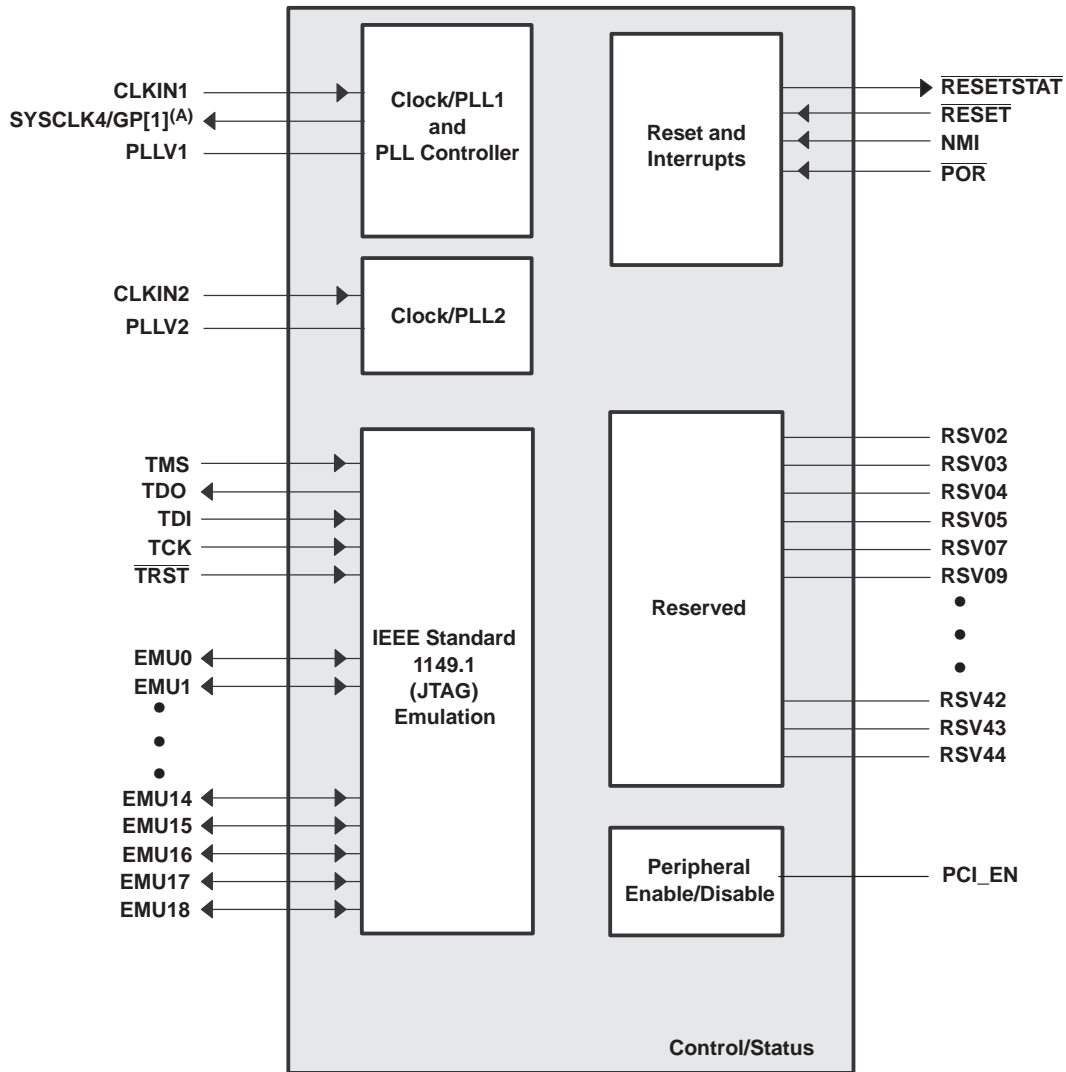 CLKIN1
SYSCLK4/GP[1](A)
PLLV1
Clock/PLL1
and
PLL Controller
Reset and
Interrupts
RESETSTAT
RESET
NMI
POR
CLKIN2
PLLV2
Clock/PLL2
TMS
TDO
TDI
TCK
TRST
EMU0
EMU1
EMU14
EMU15
EMU16
EMU17
EMU18
IEEE Standard
1149.1
(JTAG)
Emulation
Reserved
RSV02
RSV03
RSV04
RSV05
RSV07
RSV09
RSV42
RSV43
RSV44
Peripheral
Enable/Disable
PCI_EN
Control/Status